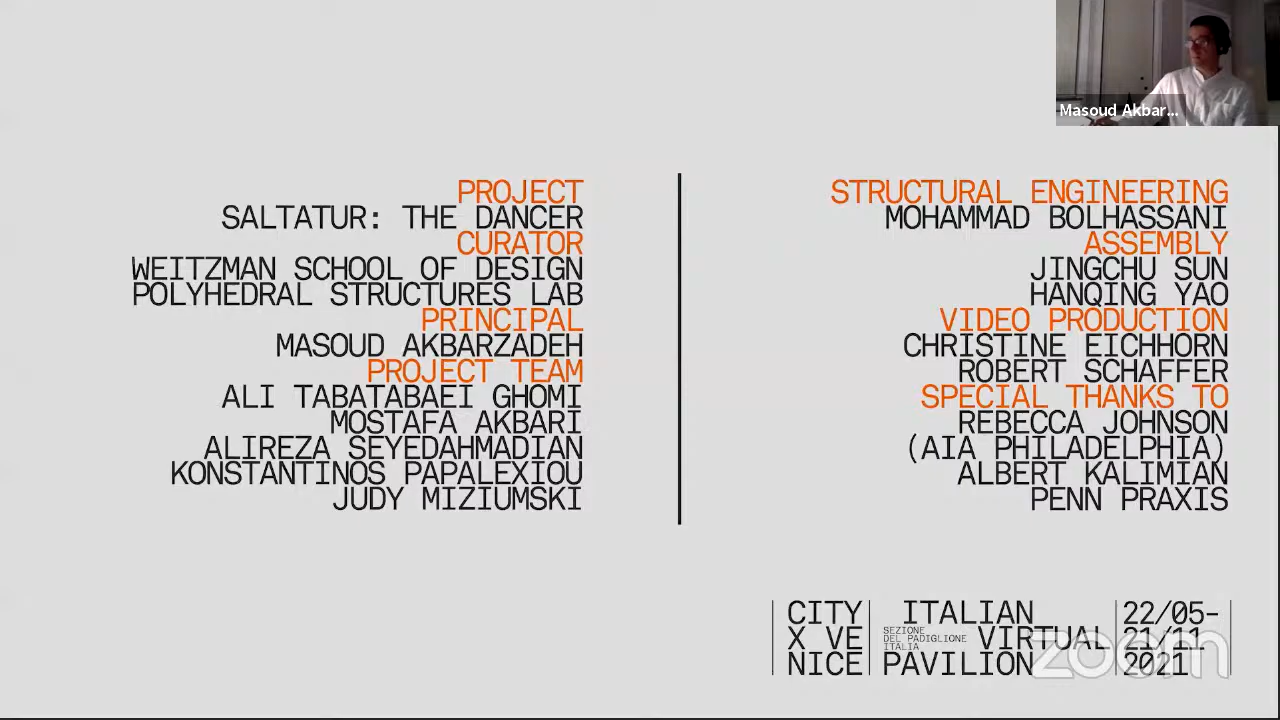 Masoud Akbar...
PROJECT
SALTATUR: THE DANCER
CURATOR
WEITZMAN SCHOOL OF DESIGN
POLYHEDRAL STRUCTURES LAB
PRINCIPAL
MASOUD AKBARZADEH
PROJECT TEAM
ALI TABATABAEI GHOMI
MOSTAFA AKBARI
ALIREZA SEYEDAHMADIAN
KONSTANTINOS PAPALEXIOU
JUDY MIZIUMSKI
STRUCTURAL ENGINEERING
MOHAMMAD BOLHASSANI
ASSEMBLY
JINGCHU SUN
HANQING YAO
VIDEO PRODUCTION
CHRISTINE EICHHORN
ROBERT SCHAFFER
SPECIAL THANKS TO
REBECCA JOHNSON
(AIA PHILADELPHIA)
ALBERT KALIMIAN
PENN PRAXIS
CITY
X VE
NICE
ITALIAN
SEZIONE
DEL PADIGLIONE
ITALIA
VIRTUAL
PAVILION
22/05-
21/11
2021
zoom